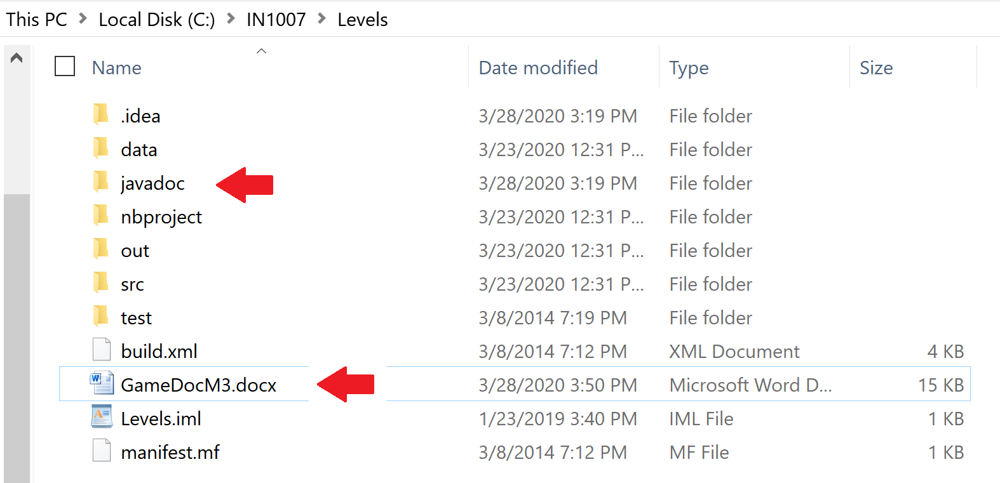 This PC > Local Disk (C:) > IN1007 > Levels
Name Date modified Type Size
.idea 3/28/2020 3:19 PM File folder
data 3/23/2020 12:31 P... File folder
javadoc 3/28/2020 3:19 PM File folder
nbproject 3/23/2020 12:31 P... File folder
out 3/23/2020 12:31 P... File folder
src 3/23/2020 12:31 P... File folder
test 3/8/2014 7:19 PM File folder
build.xml 3/8/2014 7:12 PM XML Document 4 KB
GameDocM3.docx 3/28/2020 3:50 PM Microsoft Word D... 15 KB
Levels.iml 1/23/2019 3:40 PM IML File 1 KB
manifest.mf 3/8/2014 7:12 PM MF File 1 KB